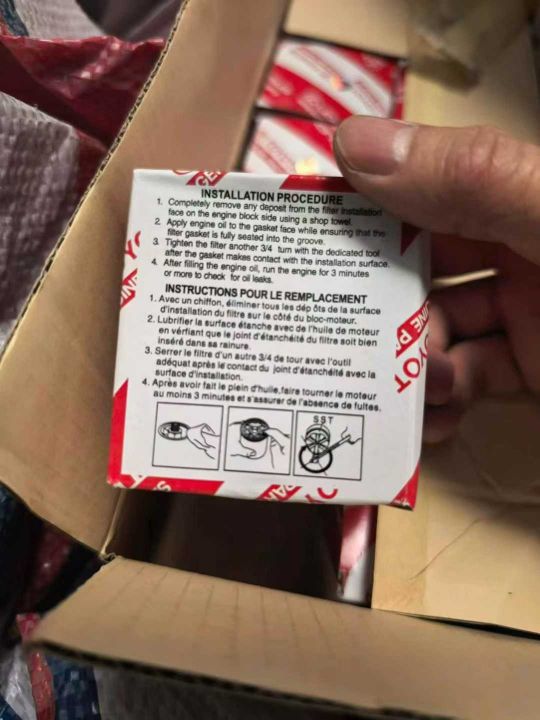 INSTALLATION PROCEDURE
1. Completely remove any deposit from the filter installation
face on the engine block side using a shop towel.
2. Apply engine oil to the gasket face while ensuring that the
filter gasket is fully seated into the groove.
3. Tighten the filter another 3/4 turn with the dedicated tool
after the gasket makes contact with the installation surface.
4. After filling the engine oil, run the engine for 3 minutes
or more to check for oil leaks.
INSTRUCTIONS POUR LE REMPLACEMENT
1. Avec un chiffon, éliminer tous les dépôts de la surface
d'installation du filtre sur le côté du bloc-moteur.
2. Lubrifier la surface étanche avec de l'huile de moteur
en vérfiant que le joint d'étanchéité du filtre soit bien
inséré dans sa rainure.
3. Serrer le filtre d'un autre 3/4 de tour avec l'outil
adéquat après le contact du joint d'étanchéité avec la
surface d'installation.
4. Après avoir fait le plein d'huile,faire tourner le moteur
au moins 3 minutes et s'assurer de l'absence de fuites.
SST
GE
INE PA
OYOT